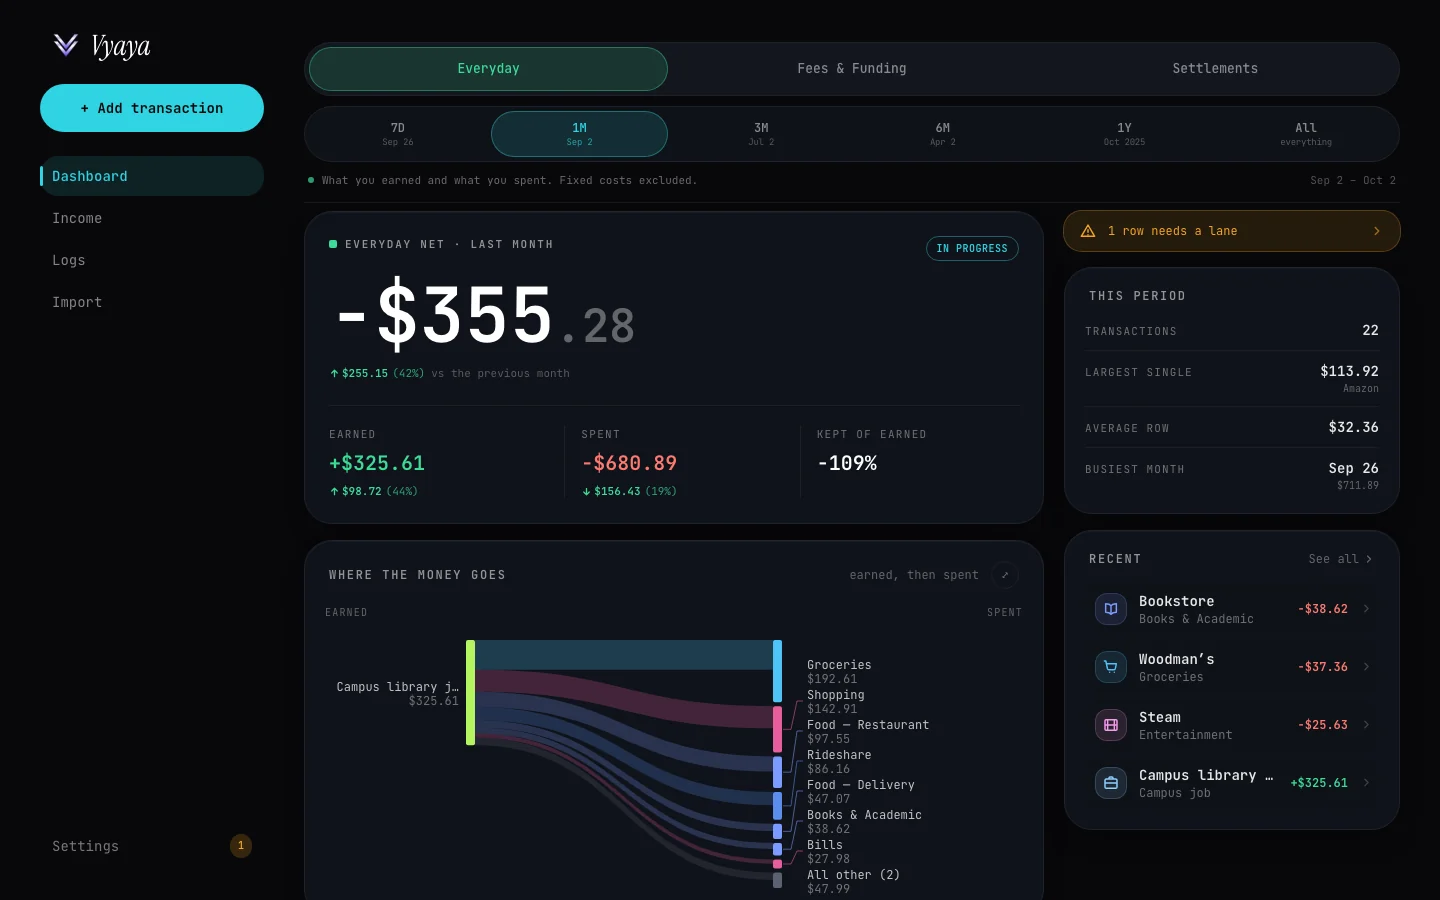 Vyaya
+ Add transaction
Dashboard
Income
Logs
Import
Settings
1
Everyday
Fees & Funding
Settlements
7D
Sep 26
1M
Sep 2
3M
Jul 2
6M
Apr 2
1Y
Oct 2025
All
everything
What you earned and what you spent. Fixed costs excluded.
Sep 2 – Oct 2
EVERYDAY NET · LAST MONTH
IN PROGRESS
-$355.28
↑ $255.15 (42%) vs the previous month
EARNED
+$325.61
↑ $98.72 (44%)
SPENT
-$680.89
↓ $156.43 (19%)
KEPT OF EARNED
-109%
WHERE THE MONEY GOES
earned, then spent
EARNED
SPENT
Campus library j…
$325.61
Groceries
$192.61
Shopping
$142.91
Food – Restaurant
$97.55
Rideshare
$86.16
Food – Delivery
$47.07
Books & Academic
$38.62
Bills
$27.98
All other (2)
$47.99
1 row needs a lane
THIS PERIOD
TRANSACTIONS
22
LARGEST SINGLE
$113.92
Amazon
AVERAGE ROW
$32.36
BUSIEST MONTH
Sep 26
$711.89
RECENT
See all
Bookstore
Books & Academic
-$38.62
Woodman’s
Groceries
-$37.36
Steam
Entertainment
-$25.63
Campus library …
Campus job
+$325.61